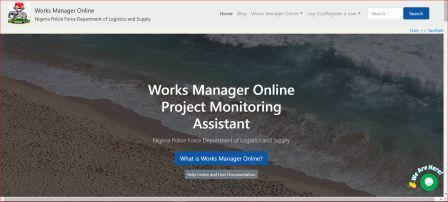 Works Manager Online
Nigeria Police Force Department of Logistics and Supply
Home Blog Works Manager Online Log Out/Register a Use Search Search
User =>
Works Manager Online
Project Monitoring
Assistant
Nigeria Police Force Department of Logistics and Supply
What is Works Manager Online?
Help Center and User Documentation
We Are Here!